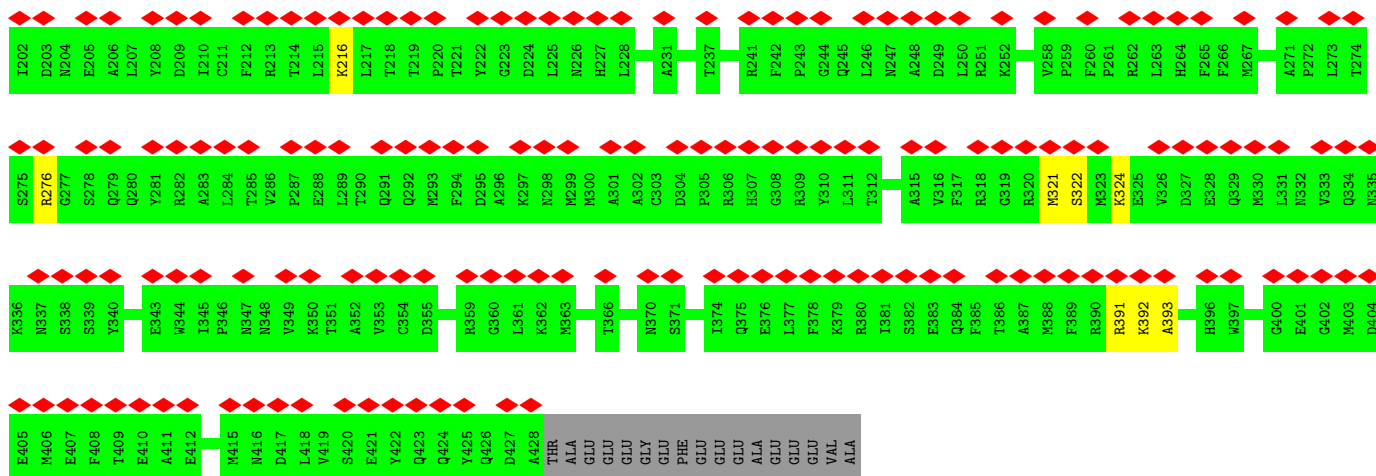 I202 D203 N204 E205 A206 L207 Y208 D209 I210 C211 F212 R213 T214 L215 K216 L217 T218 T219 P220 T221 Y222 G223 D224 L225 N226 H227 L228 A231 T237 R241 F242 P243 G244 Q245 L246 N247 A248 D249 L250 R251 K252 V258 P259 F260 P261 R262 L263 H264 F265 F266 M267 A271 P272 L273 T274
S275 R276 G277 S278 Q279 Q280 Y281 R282 A283 L284 T285 V286 P287 E288 L289 T290 Q291 Q292 M293 F294 D295 A296 K297 N298 M299 M300 A301 A302 C303 D304 P305 R306 H307 G308 R309 Y310 L311 T312 A315 V316 F317 R318 G319 R320 M321 S322 M323 K324 E325 V326 D327 E328 Q329 M330 L331 N332 V333 Q334 N335
K336 N337 S338 S339 Y340 E343 W344 I345 P346 N347 N348 V349 K350 T351 A352 V353 C354 D355 R359 G360 L361 K362 M363 T366 N370 S371 I374 Q375 E376 L377 F378 K379 R380 I381 S382 E383 Q384 F385 T386 A387 M388 F389 R390 R391 K392 A393 H396 W397 G400 E401 G402 M403 D404
E405 M406 E407 F408 T409 E410 A411 E412 M415 N416 D417 L418 V419 S420 E421 Y422 Q423 Q424 Y425 Q426 D427 A428 THR ALA GLU GLU GLU GLY GLU PHE GLU GLU GLU ALA GLU GLU GLU VAL ALA